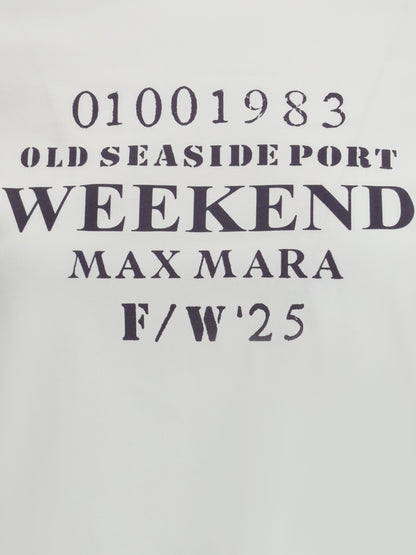 01001983
OLD SEASIDE PORT
WEEKEND
MAX MARA
F/W '25